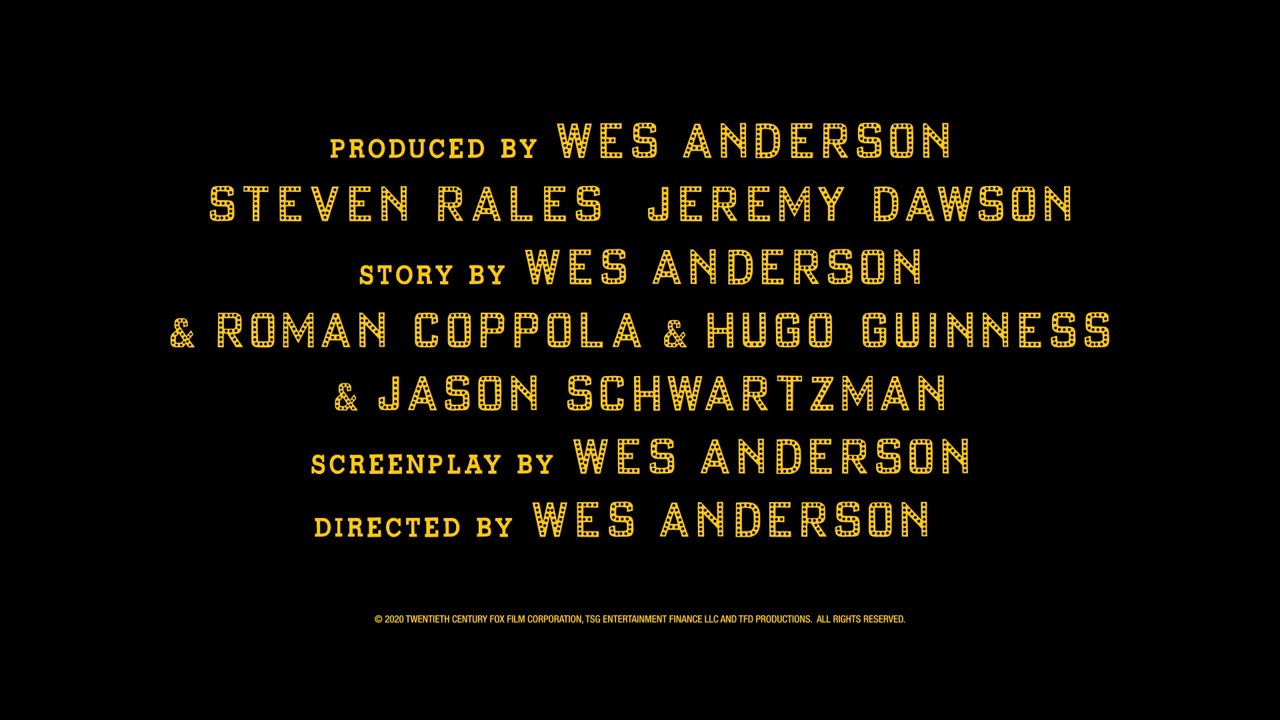 PRODUCED BY WES ANDERSON
STEVEN RALES JEREMY DAWSON
STORY BY WES ANDERSON
& ROMAN COPPOLA & HUGO GUINNESS
& JASON SCHWARTZMAN
SCREENPLAY BY WES ANDERSON
DIRECTED BY WES ANDERSON
© 2020 TWENTIETH CENTURY FOX FILM CORPORATION, TSG ENTERTAINMENT FINANCE LLC AND TFD PRODUCTIONS. ALL RIGHTS RESERVED.